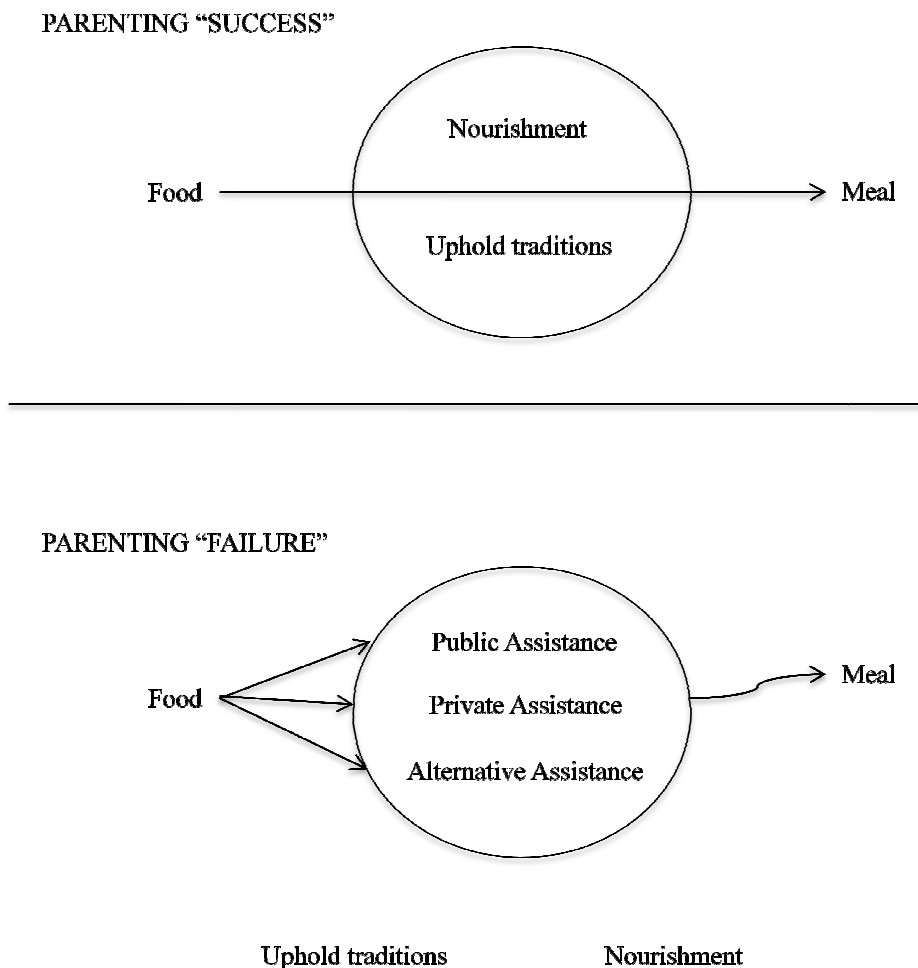 PARENTING “SUCCESS”
Nourishment
Food
Meal
Uphold traditions
PARENTING “FAILURE”
Public Assistance
Meal
Food
Private Assistance
Alternative Assistance
Uphold traditions
Nourishment